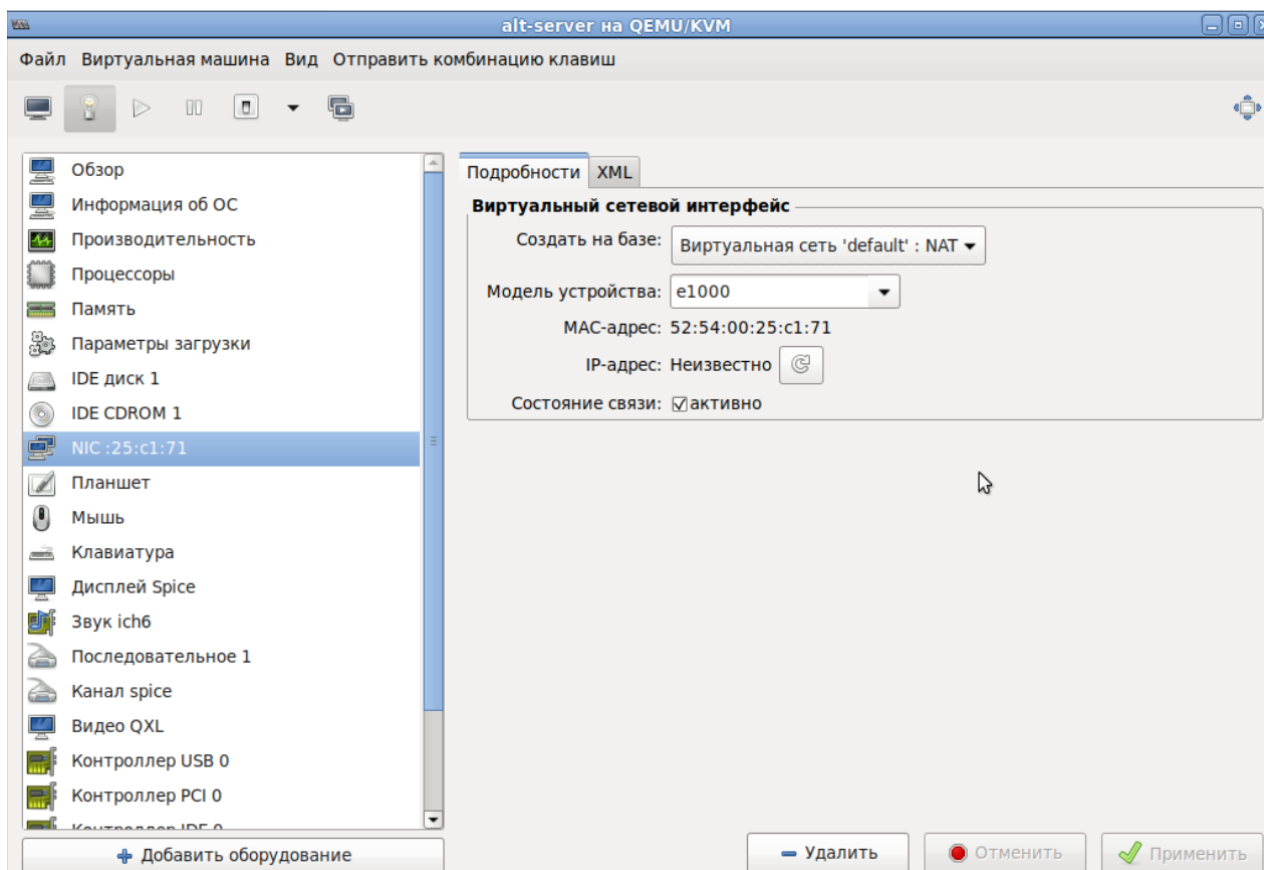 alt-server на QEMU/KVM
Файл Виртуальная машина Вид Отправить комбинацию клавиш
Обзор
Информация об ОС
Производительность
Процессоры
Память
Параметры загрузки
IDE диск 1
IDE CDROM 1
NIC :25:c1:71
Планшет
Мышь
Клавиатура
Дисплей Spice
Звук ich6
Последовательное 1
Канал spice
Видео QXL
Контроллер USB 0
Контроллер PCI 0
Контроллер IDE 0
Добавить оборудование
Подробности XML
Виртуальный сетевой интерфейс
Создать на базе: Виртуальная сеть 'default' : NAT
Модель устройства: e1000
MAC-адрес: 52:54:00:25:c1:71
IP-адрес: Неизвестно
Состояние связи: активно
Удалить Отменить Применить